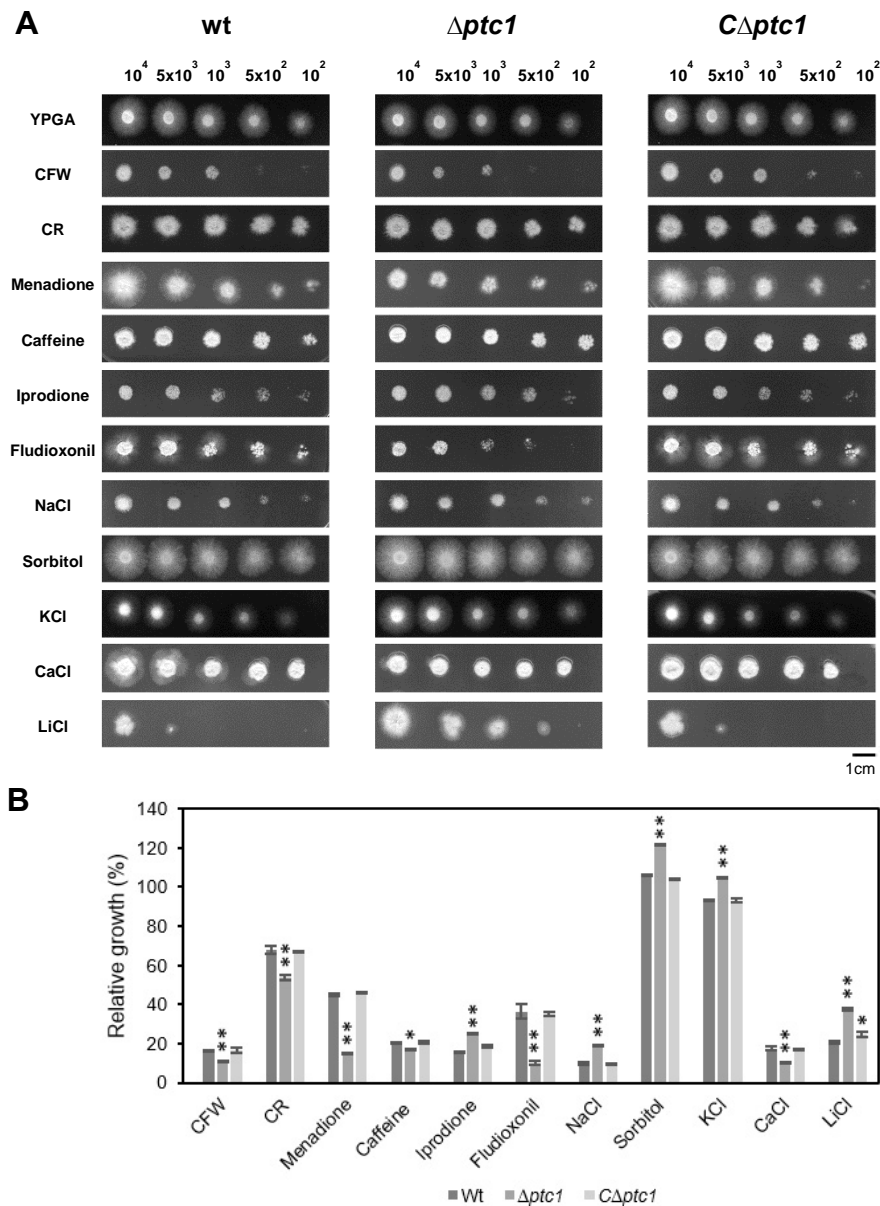 A
wt Δptc1 CΔptc1
10⁴ 5x10³ 10³ 5x10² 10² 10⁴ 5x10³ 10³ 5x10² 10² 10⁴ 5x10³ 10³ 5x10² 10²
YPGA
CFW
CR
Menadione
Caffeine
Iprodione
Fludioxonil
NaCl
Sorbitol
KCl
CaCl
LiCl
1cm
B
Relative growth (%)
140
120
100
80
60
40
20
0
** ** ** * ** ** ** ** ** ** ** *
CFW CR Menadione Caffeine Iprodione Fludioxonil NaCl Sorbitol KCl CaCl LiCl
Wt Δptc1 CΔptc1